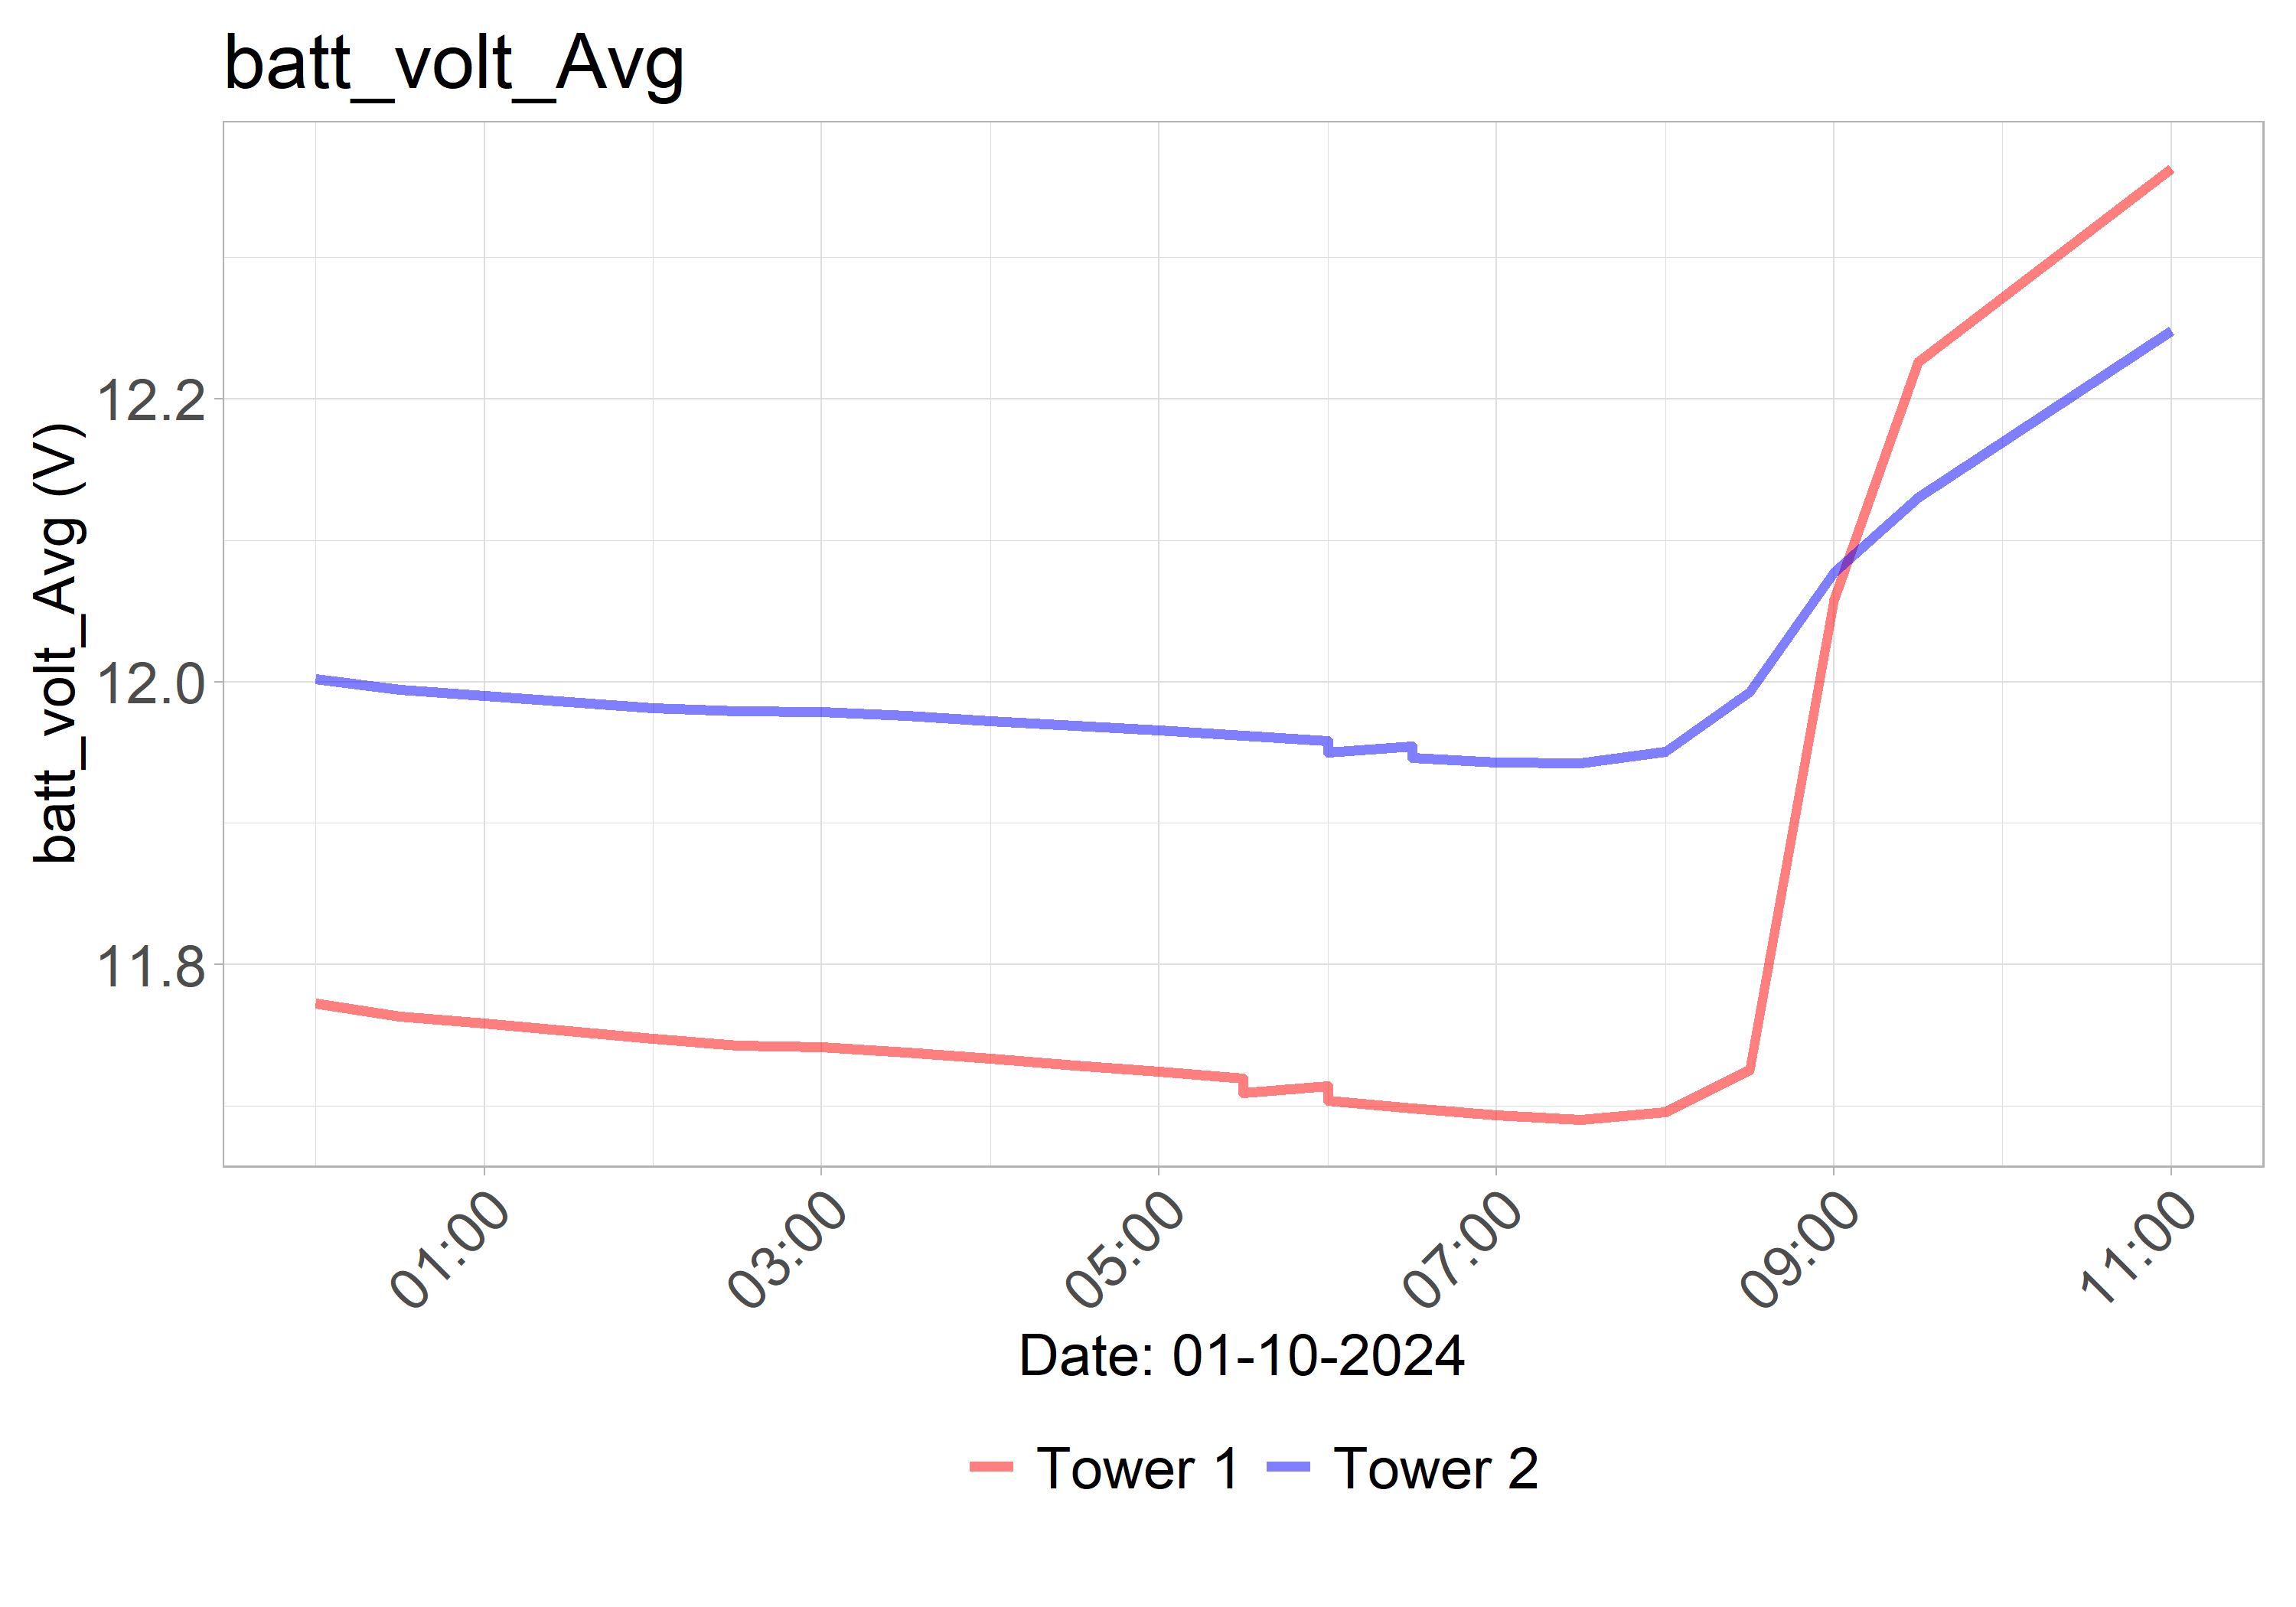 batt_volt_Avg
batt_volt_Avg (V)
12.2
12.0
11.8
01:00
03:00
05:00
07:00
09:00
11:00
Date: 01-10-2024
Tower 1
Tower 2